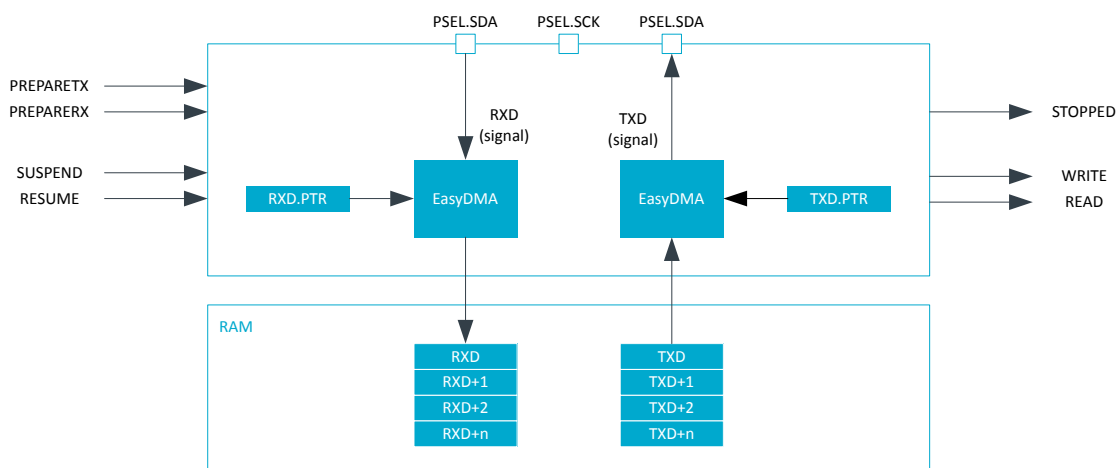 PSEL.SDA
PSEL.SCK
PSEL.SDA
PREPARETX
PREPARERX
RXD
(signal)
TXD
(signal)
STOPPED
SUSPEND
RESUME
RXD.PTR
EasyDMA
EasyDMA
TXD.PTR
WRITE
READ
RAM
RXD
RXD+1
RXD+2
RXD+n
TXD
TXD+1
TXD+2
TXD+n